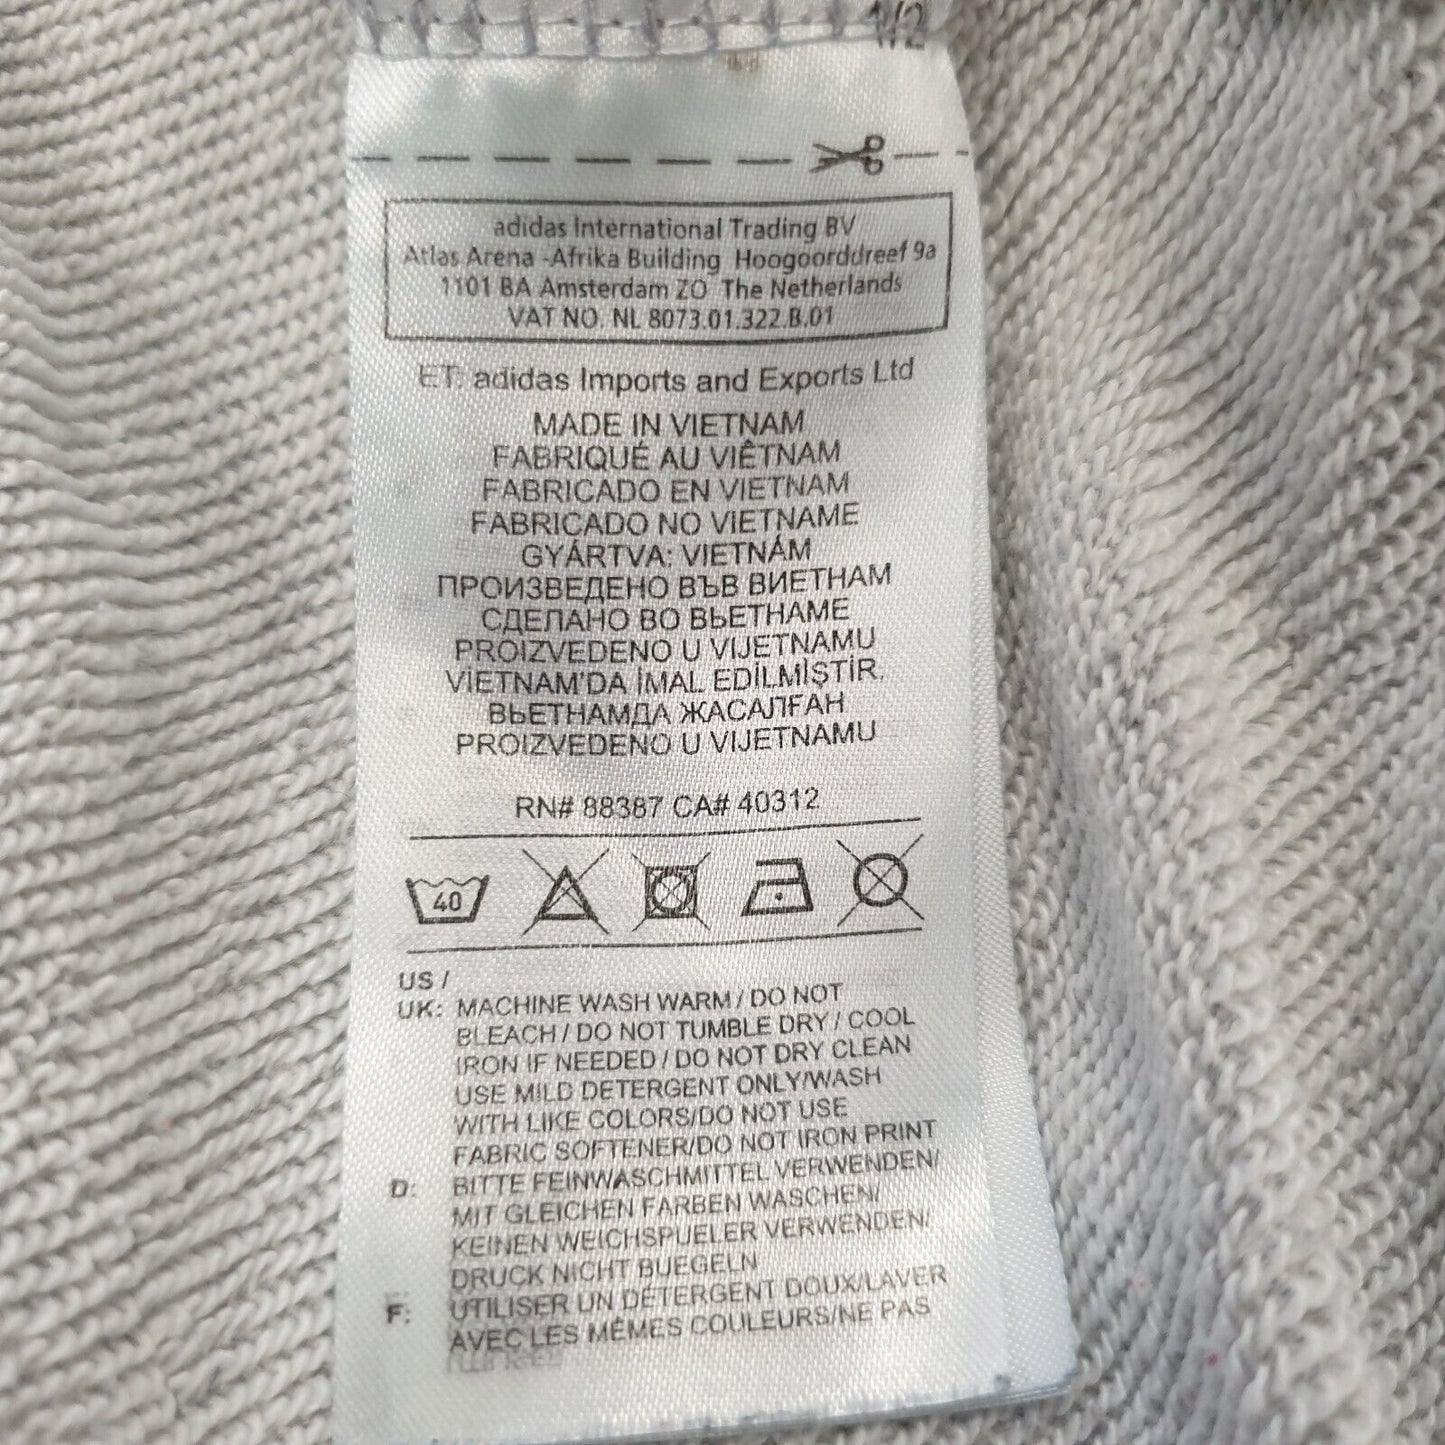 1/2
adidas International Trading BV
Atlas Arena -Afrika Building Hoogoorddreef 9a
1101 BA Amsterdam ZO The Netherlands
VAT NO. NL 8073.01.322.B.01
ET: adidas Imports and Exports Ltd
MADE IN VIETNAM
FABRIQUÉ AU VIÊTNAM
FABRICADO EN VIETNAM
FABRICADO NO VIETNAME
GYÁRTVA: VIETNÁM
ПРОИЗВЕДЕНО ВЪВ ВИЕТНАМ
СДЕЛАНО ВО ВЬЕТНАМЕ
PROIZVEDENO U VIJETNAMU
VİETNAM'DA İMAL EDİLMİŞTİR.
ВЬЕТНАМДА ЖАСАЛҒАН
PROIZVEDENO U VIJETNAMU
RN# 88387 CA# 40312
40
US /
UK: MACHINE WASH WARM / DO NOT
BLEACH / DO NOT TUMBLE DRY / COOL
IRON IF NEEDED / DO NOT DRY CLEAN
USE MILD DETERGENT ONLY/WASH
WITH LIKE COLORS/DO NOT USE
FABRIC SOFTENER/DO NOT IRON PRINT
D: BITTE FEINWASCHMITTEL VERWENDEN/
MIT GLEICHEN FARBEN WASCHEN/
KEINEN WEICHSPUELER VERWENDEN/
DRUCK NICHT BUEGELN
F: UTILISER UN DÉTERGENT DOUX/LAVER
AVEC LES MÊMES COULEURS/NE PAS